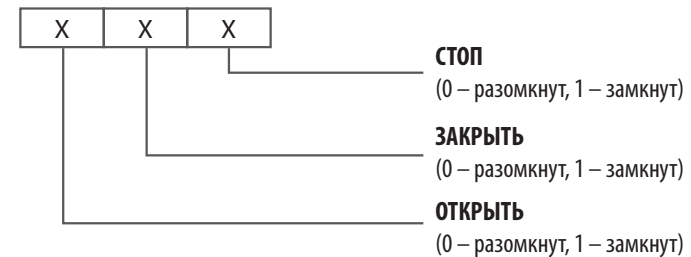 X X X
СТОП
(0 – разомкнут, 1 – замкнут)
ЗАКРЫТЬ
(0 – разомкнут, 1 – замкнут)
ОТКРЫТЬ
(0 – разомкнут, 1 – замкнут)